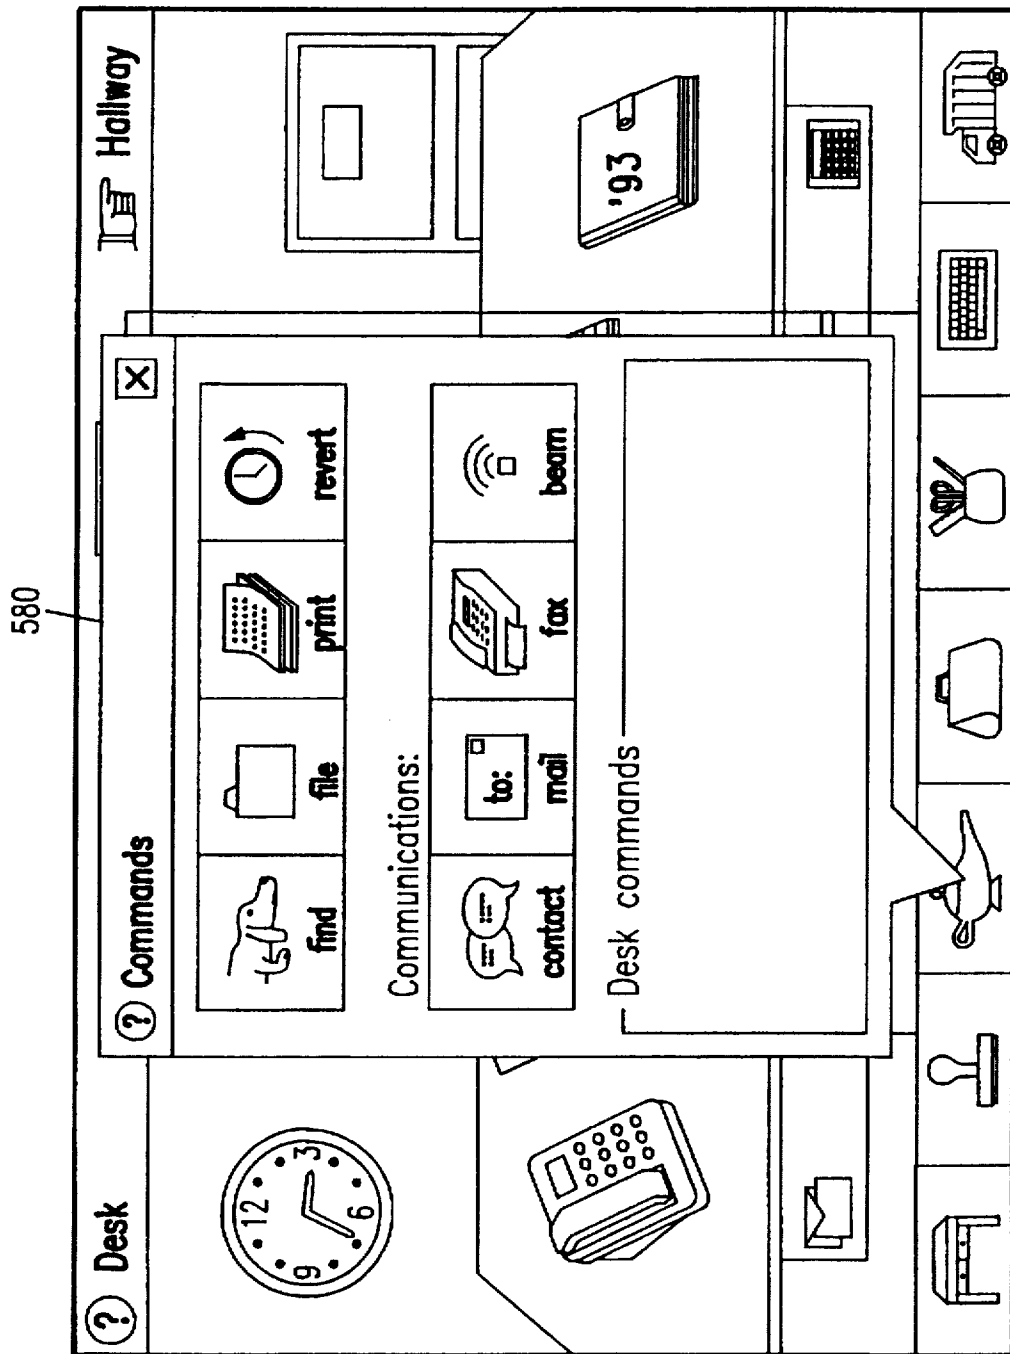 580
? Desk
Hallway
? Commands
X
find
file
print
revert
Communications:
to:
contact
mail
fax
beam
Desk commands
12
3
6
9
'93